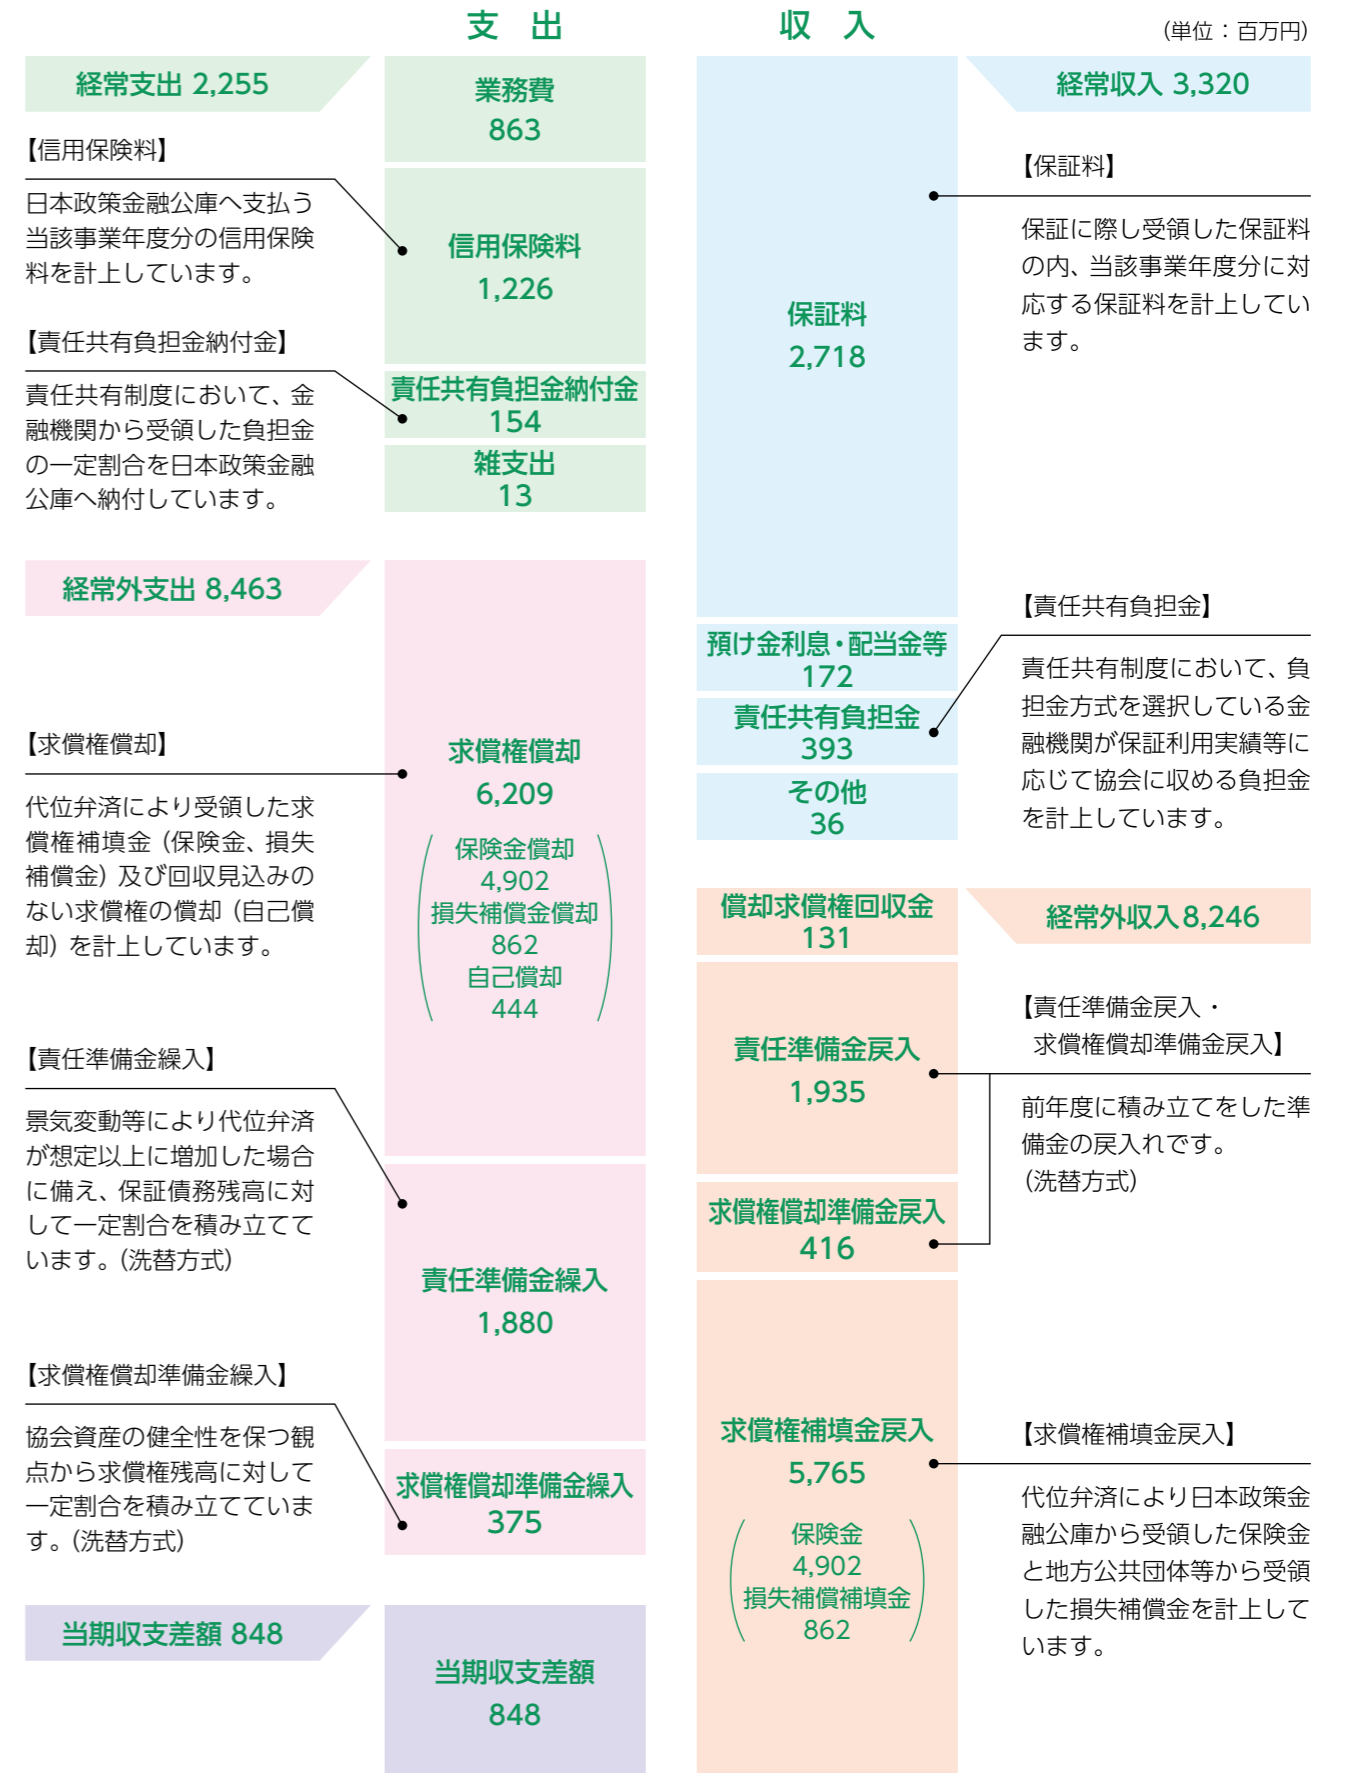 支 出
経常支出 2,255
業務費
863
【信用保険料】
日本政策金融公庫へ支払う
当該事業年度分の信用保険
料を計上しています。
信用保険料
1,226
【責任共有負担金納付金】
責任共有制度において、金
融機関から受領した負担金
の一定割合を日本政策金融
公庫へ納付しています。
責任共有負担金納付金
154
雑支出
13
経常外支出 8,463
【求償権償却】
代位弁済により受領した求
償権補填金（保険金、損失
補償金）及び回収見込みの
ない求償権の償却（自己償
却）を計上しています。
求償権償却
6,209
保険金償却
4,902
損失補償金償却
862
自己償却
444
【責任準備金繰入】
景気変動等により代位弁済
が想定以上に増加した場合
に備え、保証債務残高に対
して一定割合を積み立てて
います。（洗替方式）
責任準備金繰入
1,880
【求償権償却準備金繰入】
協会資産の健全性を保つ観
点から求償権残高に対して
一定割合を積み立てていま
す。（洗替方式）
求償権償却準備金繰入
375
当期収支差額 848
当期収支差額
848
収 入
（単位：百万円）
経常収入 3,320
保証料
2,718
【保証料】
保証に際し受領した保証料
の内、当該事業年度分に対
応する保証料を計上してい
ます。
預け金利息・配当金等
172
責任共有負担金
393
その他
36
【責任共有負担金】
責任共有制度において、負
担金方式を選択している金
融機関が保証利用実績等に
応じて協会に収める負担金
を計上しています。
償却求償権回収金
131
経常外収入8,246
責任準備金戻入
1,935
求償権償却準備金戻入
416
【責任準備金戻入・
求償権償却準備金戻入】
前年度に積み立てをした準
備金の戻入れです。
（洗替方式）
求償権補填金戻入
5,765
保険金
4,902
損失補償補填金
862
【求償権補填金戻入】
代位弁済により日本政策金
融公庫から受領した保険金
と地方公共団体等から受領
した損失補償金を計上して
います。